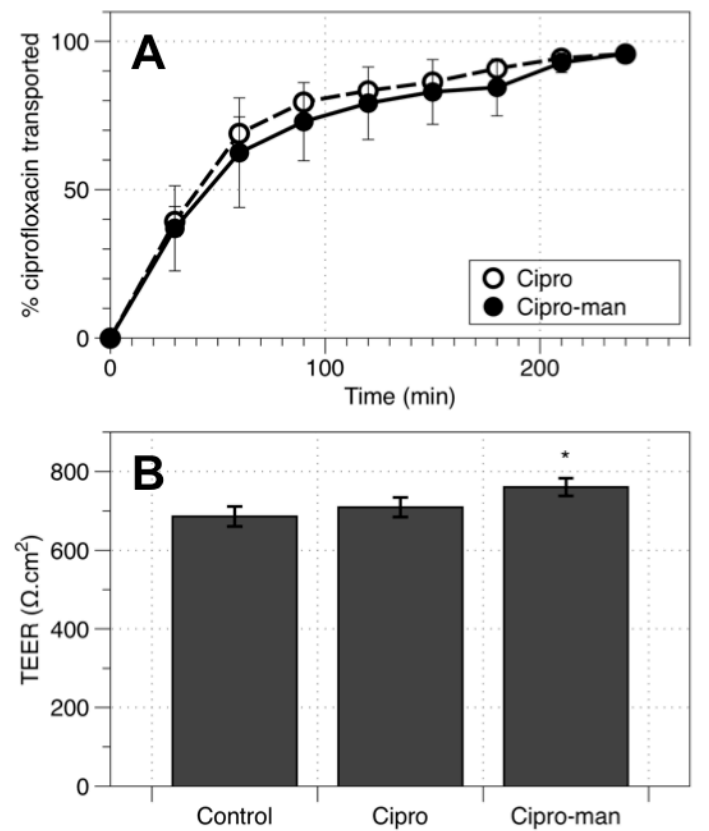 A
% ciprofloxacin transported
100
50
0
Cipro
Cipro-man
0 100 200
Time (min)
B
*
TEER (Ω.cm²)
800
600
400
200
0
Control Cipro Cipro-man